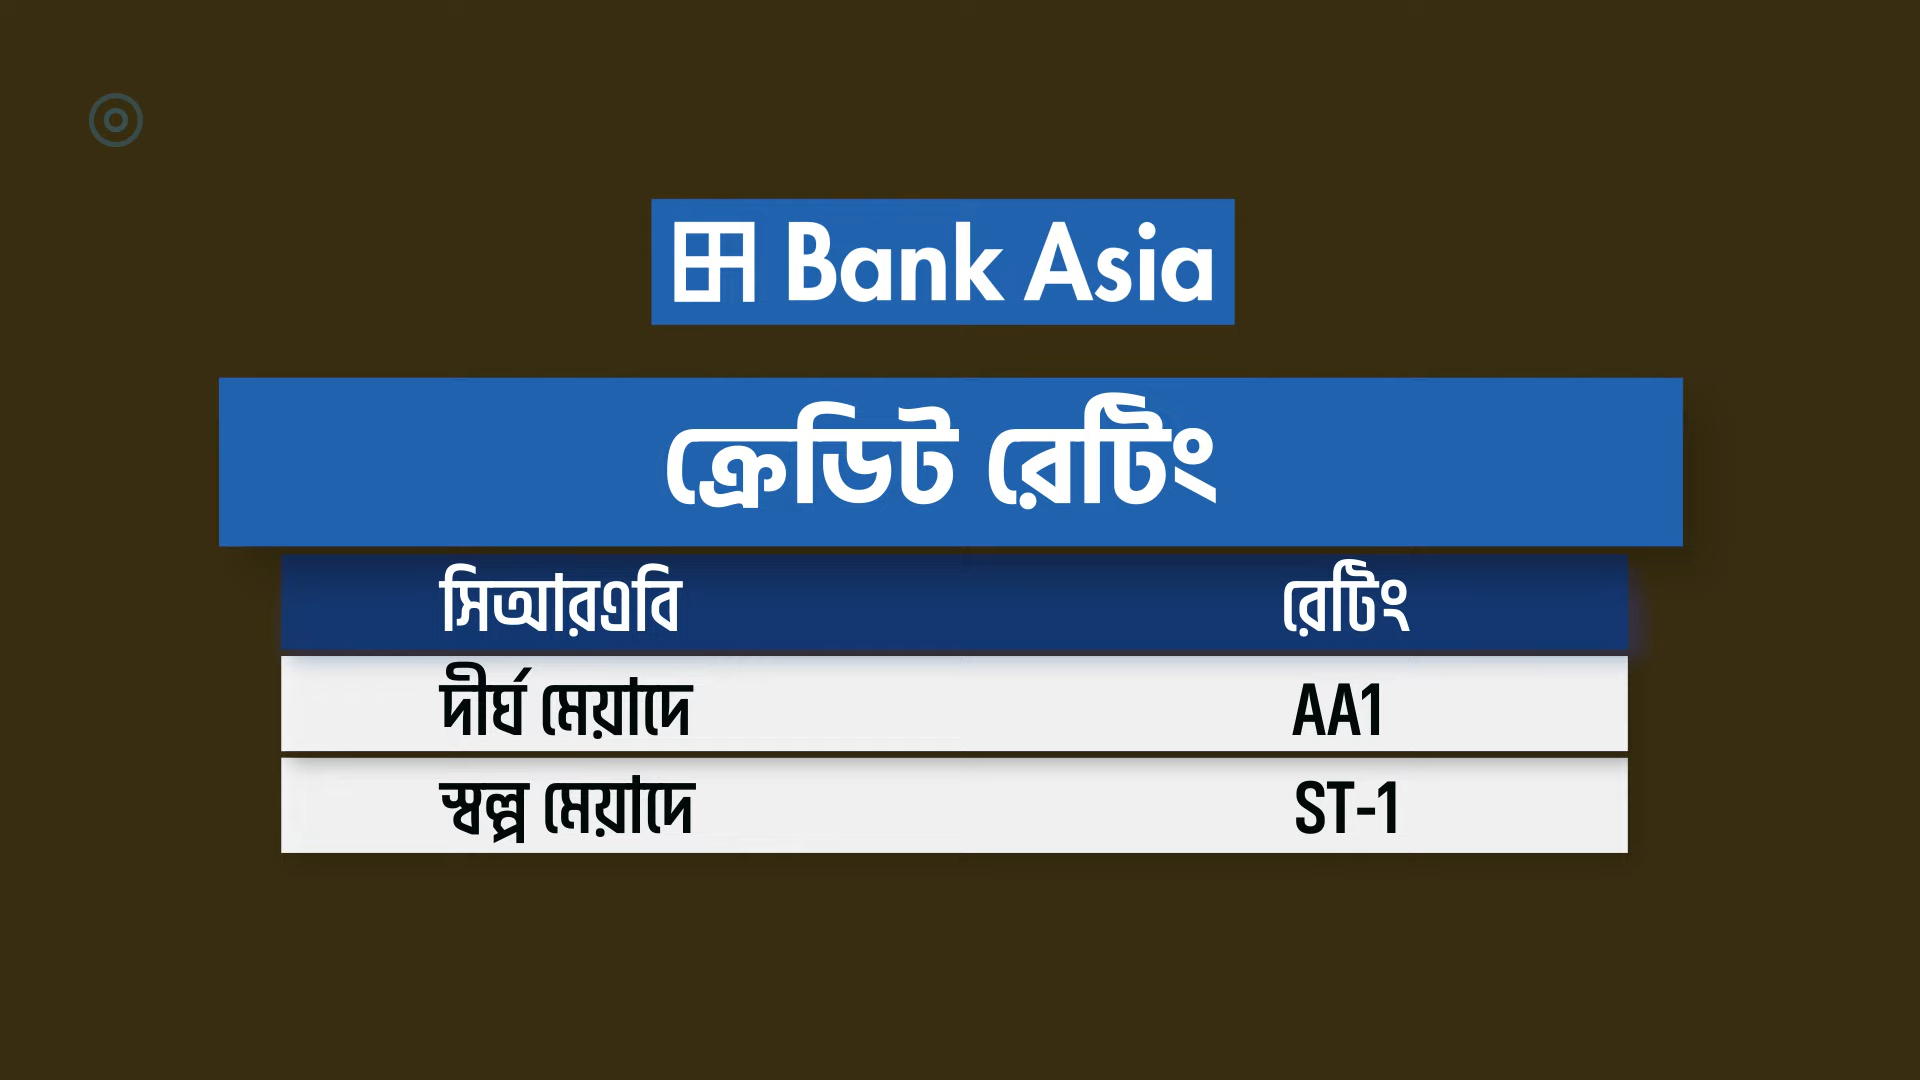 Bank Asia
ক্রেডিট রেটিং
সিআরএবি রেটিং
দীর্ঘ মেয়াদে AA1
স্বল্প মেয়াদে ST-1